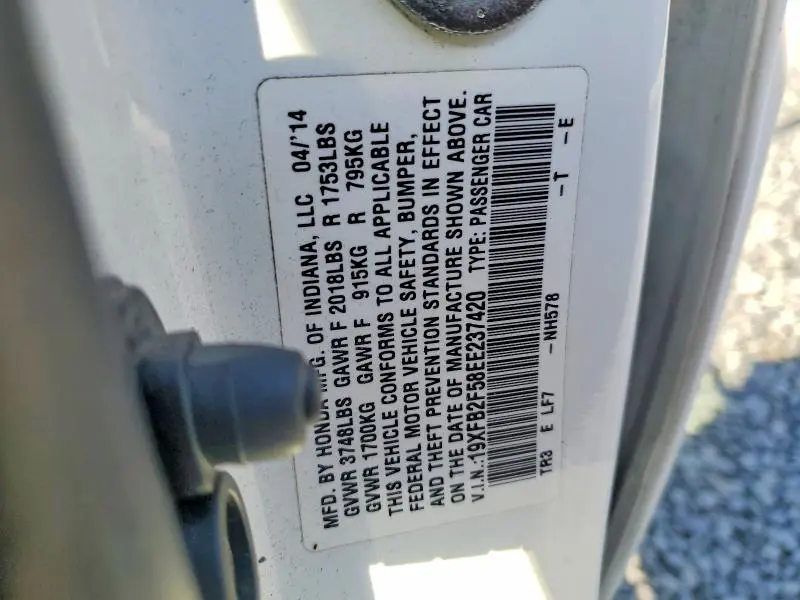 MFD. BY HONDA MFG. OF INDIANA, LLC 04/'14
GVWR 3748LBS GAWR F 2018LBS R 1753LBS
GVWR 1700KG GAWR F 915KG R 795KG
THIS VEHICLE CONFORMS TO ALL APPLICABLE
FEDERAL MOTOR VEHICLE SAFETY, BUMPER,
AND THEFT PREVENTION STANDARDS IN EFFECT
ON THE DATE OF MANUFACTURE SHOWN ABOVE.
V.I.N.:19XFB2F58EE237420 TYPE: PASSENGER CAR
TR3 E LF7 -NH578 -T -E